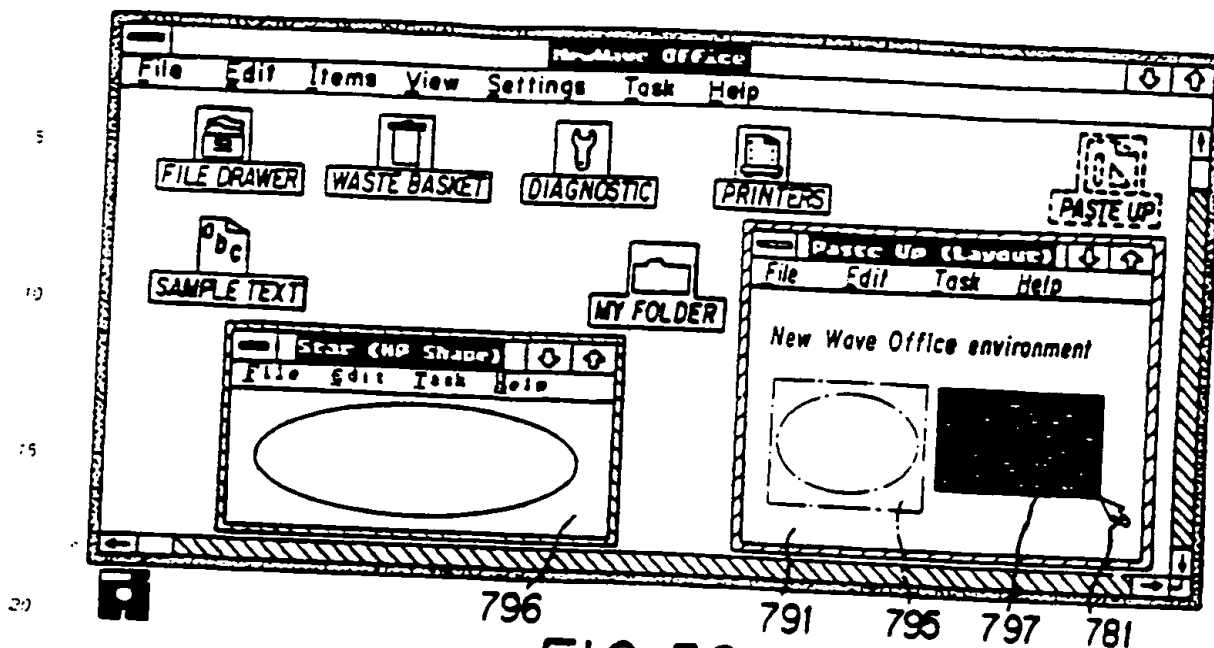 NewWave Office
File Edit Items View Settings Task Help
5
FILE DRAWER WASTE BASKET DIAGNOSTIC PRINTERS PASTE UP
abc
SAMPLE TEXT
10
MY FOLDER
Paste Up (Layout)
File Edit Task Help
New Wave Office environment
Star (HP Shape)
File Edit Task Help
15
20
796 791 795 797 781